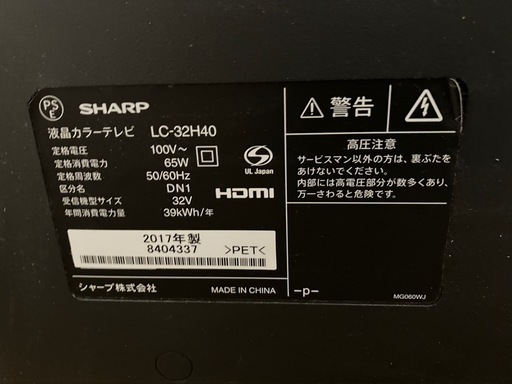 PS
E
SHARP
液晶カラーテレビ LC-32H40
定格電圧 100V～
定格消費電力 65W
定格周波数 50/60Hz
区分名 DN1
受信機型サイズ 32V
年間消費電力量 39kWh/年
UL Japan
HDMI
2017年製
8404337
>PET<
シャープ株式会社 MADE IN CHINA
警告
高圧注意
サービスマン以外の方は、裏ぶたを
あけないでください。
内部には高電圧部分が数多くあり、
万一さわると危険です。
-p-
MG060WJ